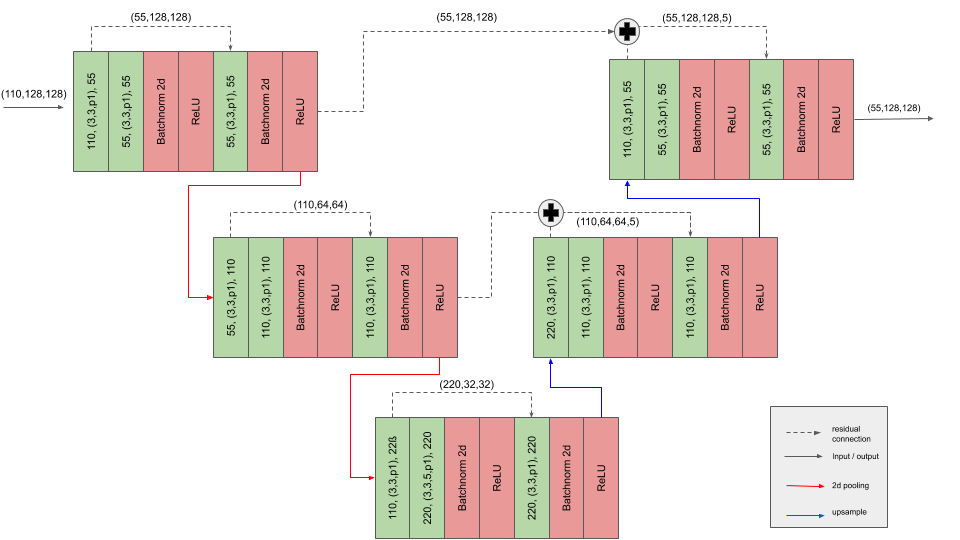 (55,128,128)
(55,128,128)
(55,128,128,5)
(110,128,128)
110, (3,3,p1), 55
55, (3,3,p1), 55
Batchnorm 2d
ReLU
55, (3,3,p1), 55
Batchnorm 2d
ReLU
110, (3,3,p1), 55
55, (3,3,p1), 55
Batchnorm 2d
ReLU
55, (3,3,p1), 55
Batchnorm 2d
ReLU
(55,128,128)
(110,64,64)
(110,64,64,5)
55, (3,3,p1), 110
110, (3,3,p1), 110
Batchnorm 2d
ReLU
110, (3,3,p1), 110
Batchnorm 2d
ReLU
220, (3,3,p1), 110
110, (3,3,p1), 110
Batchnorm 2d
ReLU
110, (3,3,p1), 110
Batchnorm 2d
ReLU
(220,32,32)
110, (3,3,p1), 22ß
220, (3,3,5,p1), 220
Batchnorm 2d
ReLU
220, (3,3,p1), 220
Batchnorm 2d
ReLU
residual
connection
Input / output
2d pooling
upsample